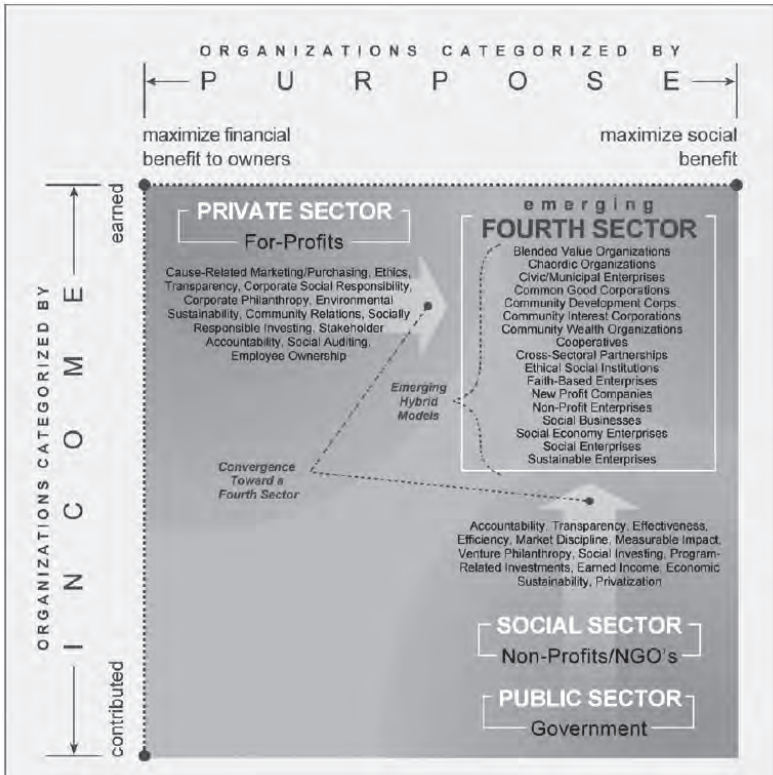 ORGANIZATIONS CATEGORIZED BY
PURPOSE
maximize financial
benefit to owners
maximize social
benefit
ORGANIZATIONS CATEGORIZED BY
INCOME
earned
contributed
PRIVATE SECTOR
For-Profits
Cause-Related Marketing/Purchasing, Ethics,
Transparency, Corporate Social Responsibility,
Corporate Philanthropy, Environmental
Sustainability, Community Relations, Socially
Responsible Investing, Stakeholder
Accountability, Social Auditing,
Employee Ownership
emerging
FOURTH SECTOR
Blended Value Organizations
Chaordic Organizations
Civic/Municipal Enterprises
Common Good Corporations
Community Development Corps.
Community Interest Corporations
Community Wealth Organizations
Cooperatives
Cross-Sectoral Partnerships
Ethical Social Institutions
Faith-Based Enterprises
New Profit Companies
Non-Profit Enterprises
Social Businesses
Social Economy Enterprises
Social Enterprises
Sustainable Enterprises
Emerging
Hybrid
Models
Convergence
Toward a
Fourth Sector
Accountability, Transparency, Effectiveness,
Efficiency, Market Discipline, Measurable Impact,
Venture Philanthropy, Social Investing, Program-
Related Investments, Earned Income, Economic
Sustainability, Privatization
SOCIAL SECTOR
Non-Profits/NGO's
PUBLIC SECTOR
Government